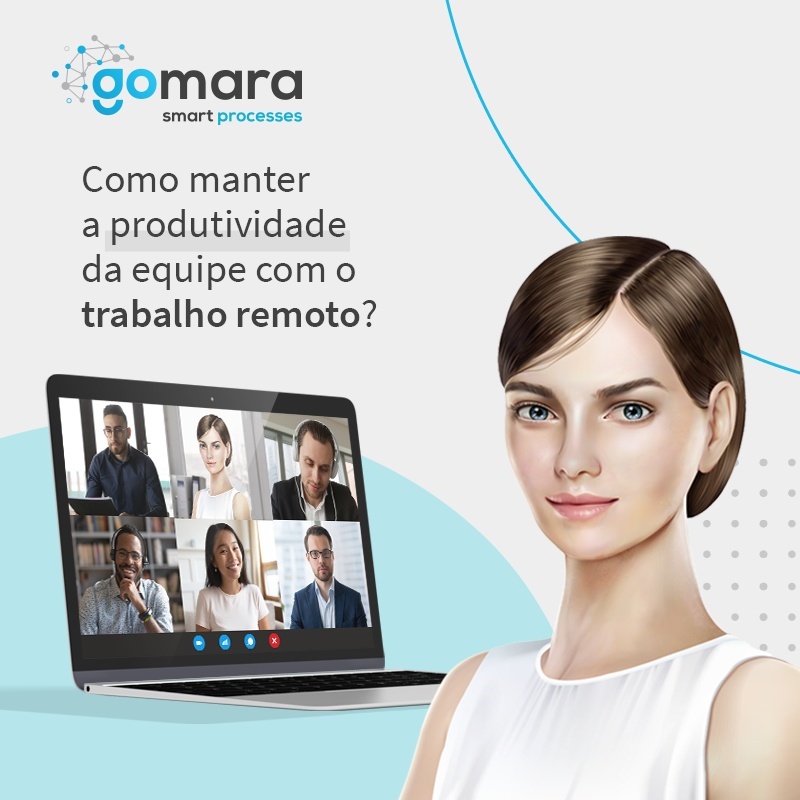 gomara
smart processes
Como manter
a produtividade
da equipe com o
trabalho remoto?